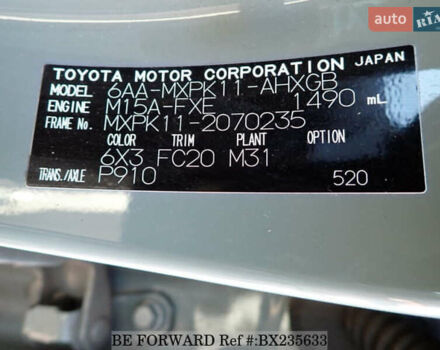 auto RIA
TOYOTA MOTOR CORPORATION JAPAN
MODEL 6AA-MXPK11-AHXGB
ENGINE M15A-FXE 1490 mL
FRAME No. MXPK11-2070235
COLOR TRIM PLANT OPTION
6X3 FC20 M31
TRANS./AXLE P910 520
BE FORWARD Ref #:BX235633